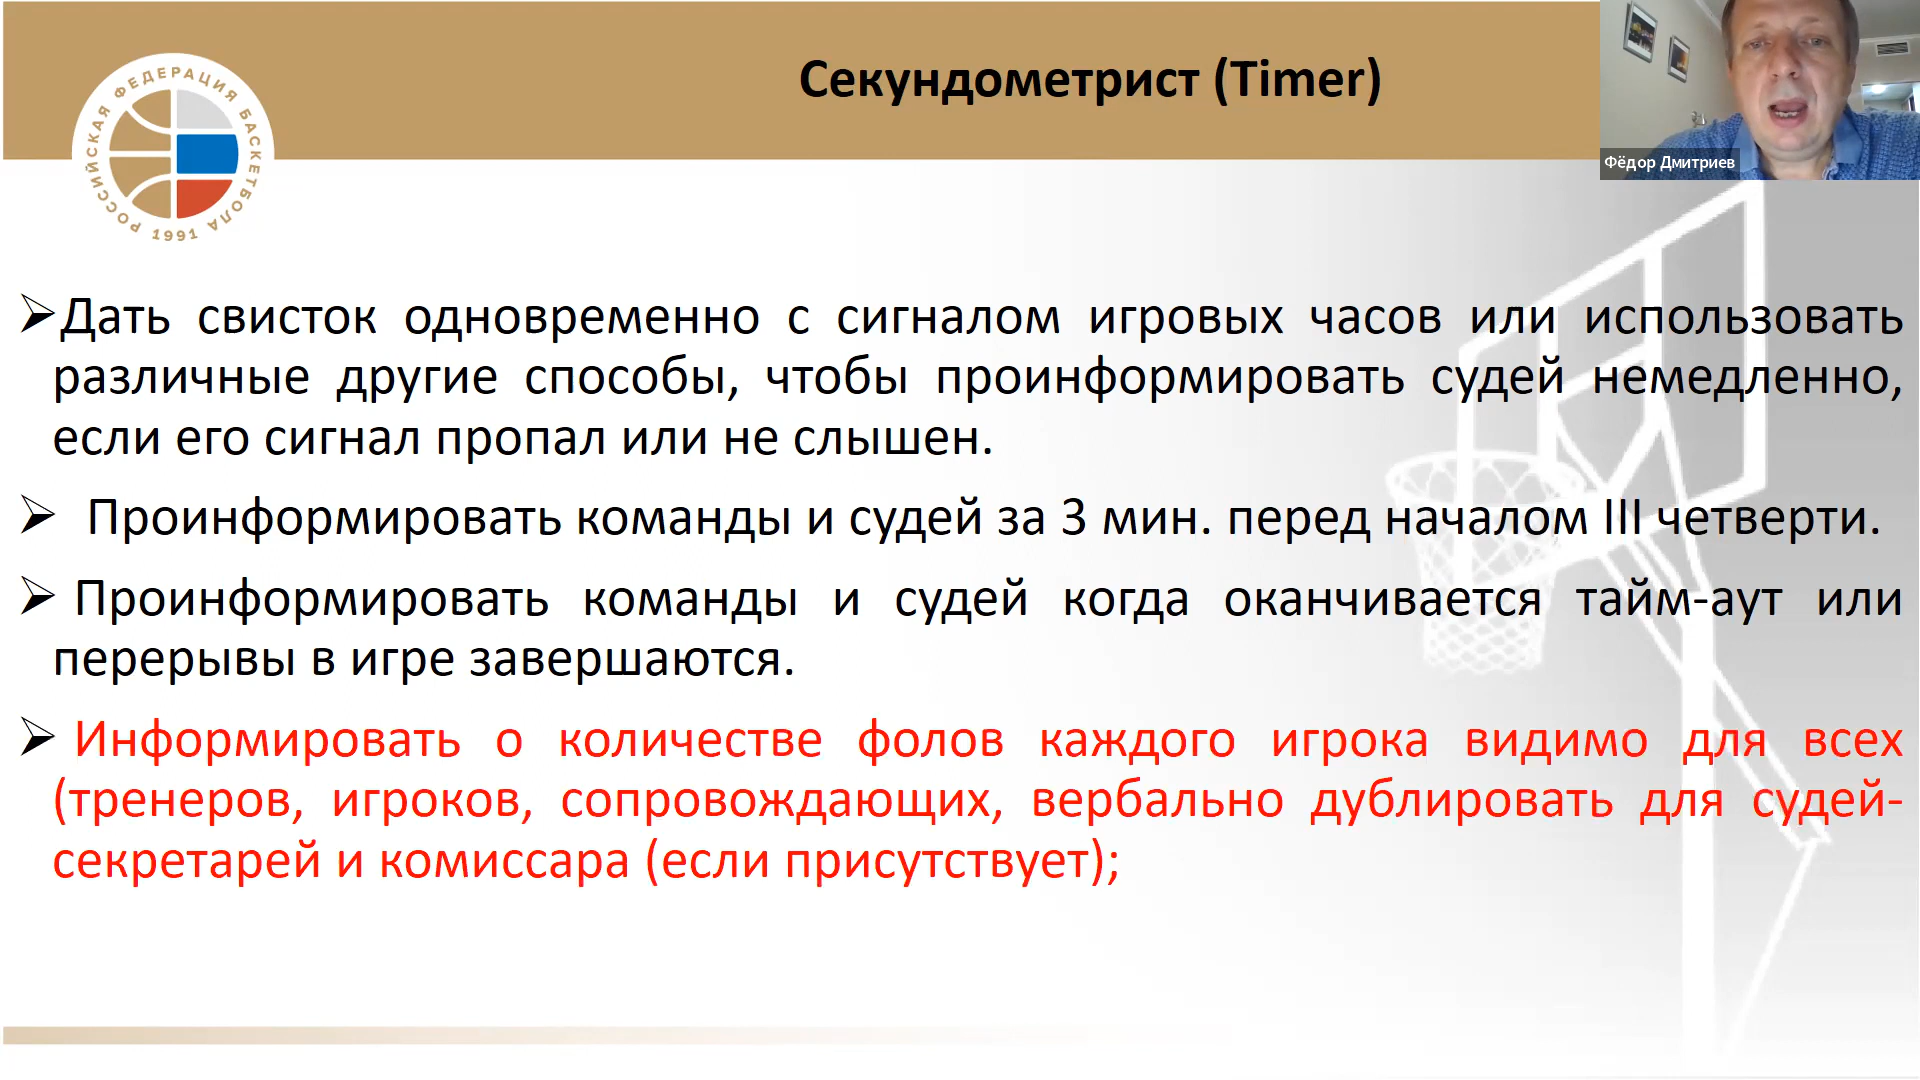 Секундометрист (Timer)
Фёдор Дмитриев
РОССИЙСКАЯ ФЕДЕРАЦИЯ БАСКЕТБОЛА
1991
➢Дать свисток одновременно с сигналом игровых часов или использовать
различные другие способы, чтобы проинформировать судей немедленно,
если его сигнал пропал или не слышен.
➢ Проинформировать команды и судей за 3 мин. перед началом III четверти.
➢ Проинформировать команды и судей когда оканчивается тайм-аут или
перерывы в игре завершаются.
➢ Информировать о количестве фолов каждого игрока видимо для всех
(тренеров, игроков, сопровождающих, вербально дублировать для судей-
секретарей и комиссара (если присутствует);